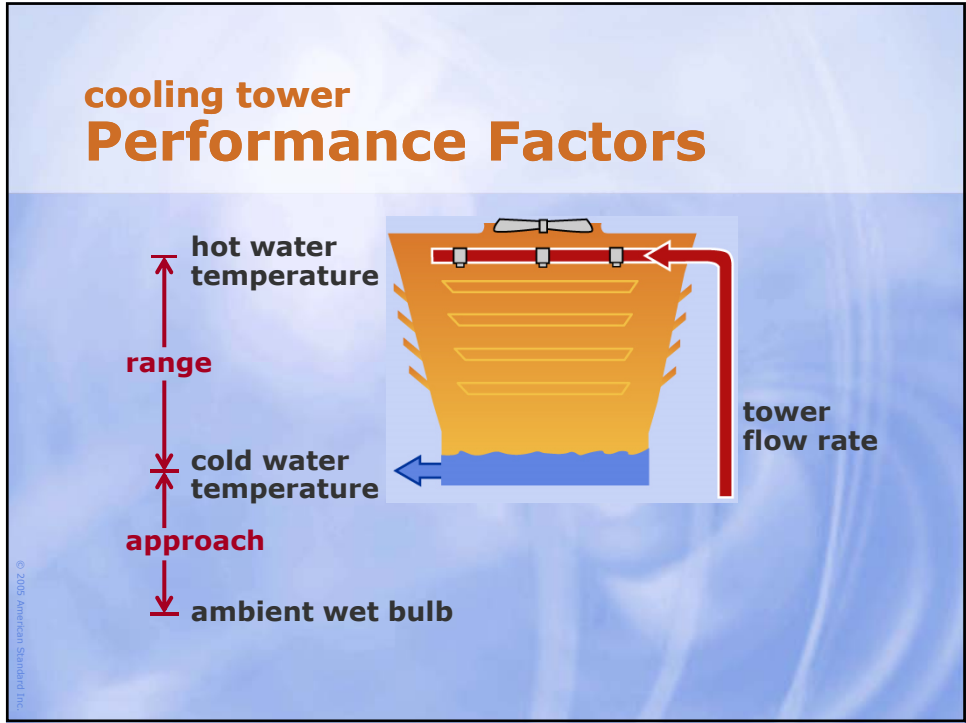 cooling tower
Performance Factors
hot water
temperature
range
cold water
temperature
approach
ambient wet bulb
tower
flow rate
© 2005 American Standard Inc.